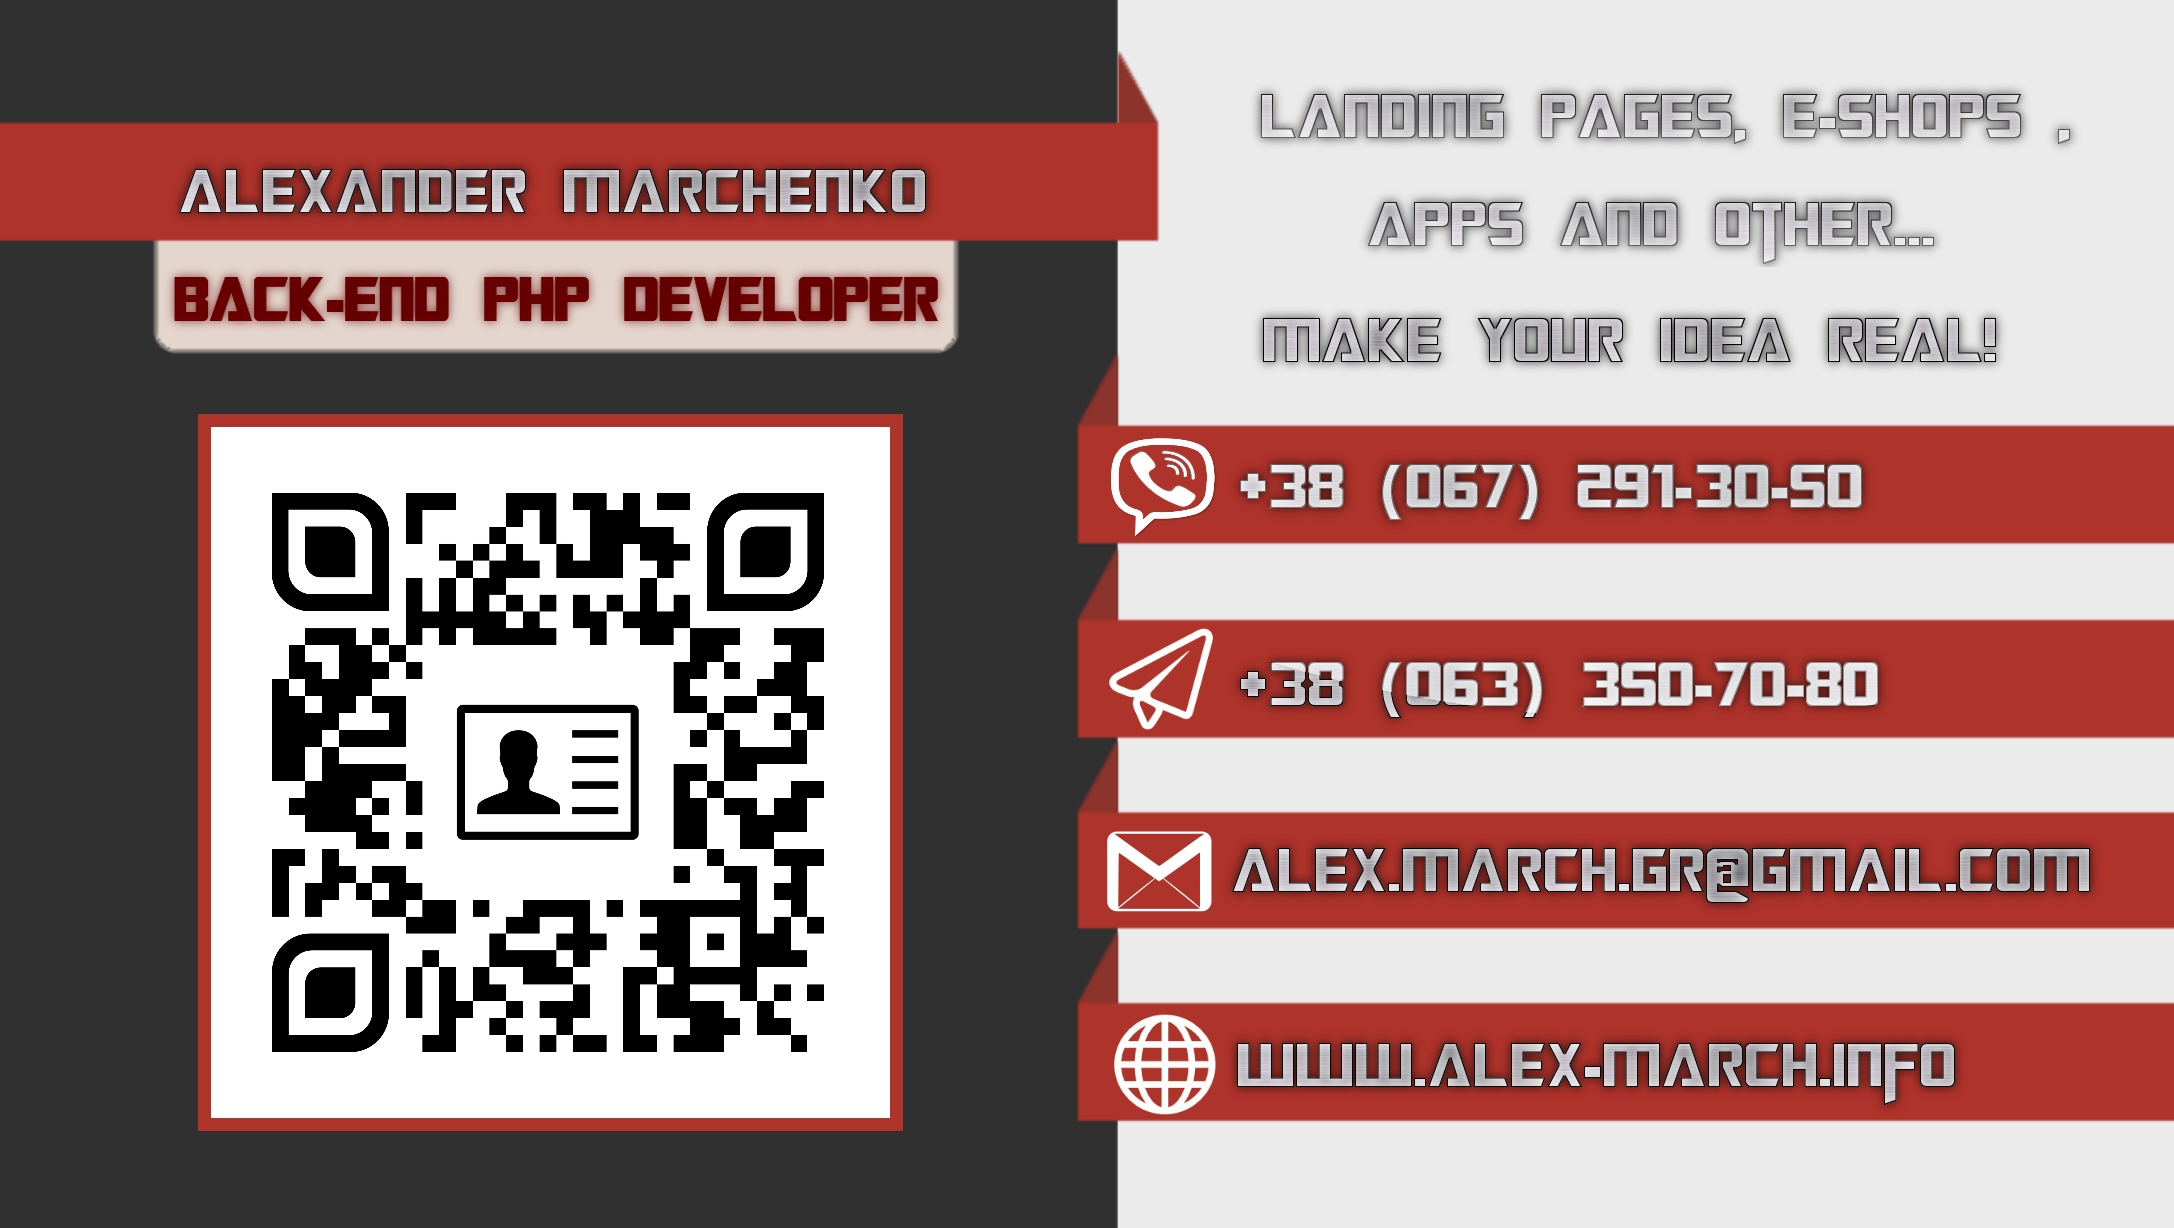 ALEXANDER MARCHENKO
BACK-END PHP DEVELOPER
LANDING PAGES, E-SHOPS ,
APPS AND OTHER...
MAKE YOUR IDEA REAL!
+38 (067) 291-30-50
+38 (063) 350-70-80
ALEX.MARCH.GR@GMAIL.COM
WWW.ALEX-MARCH.INFO